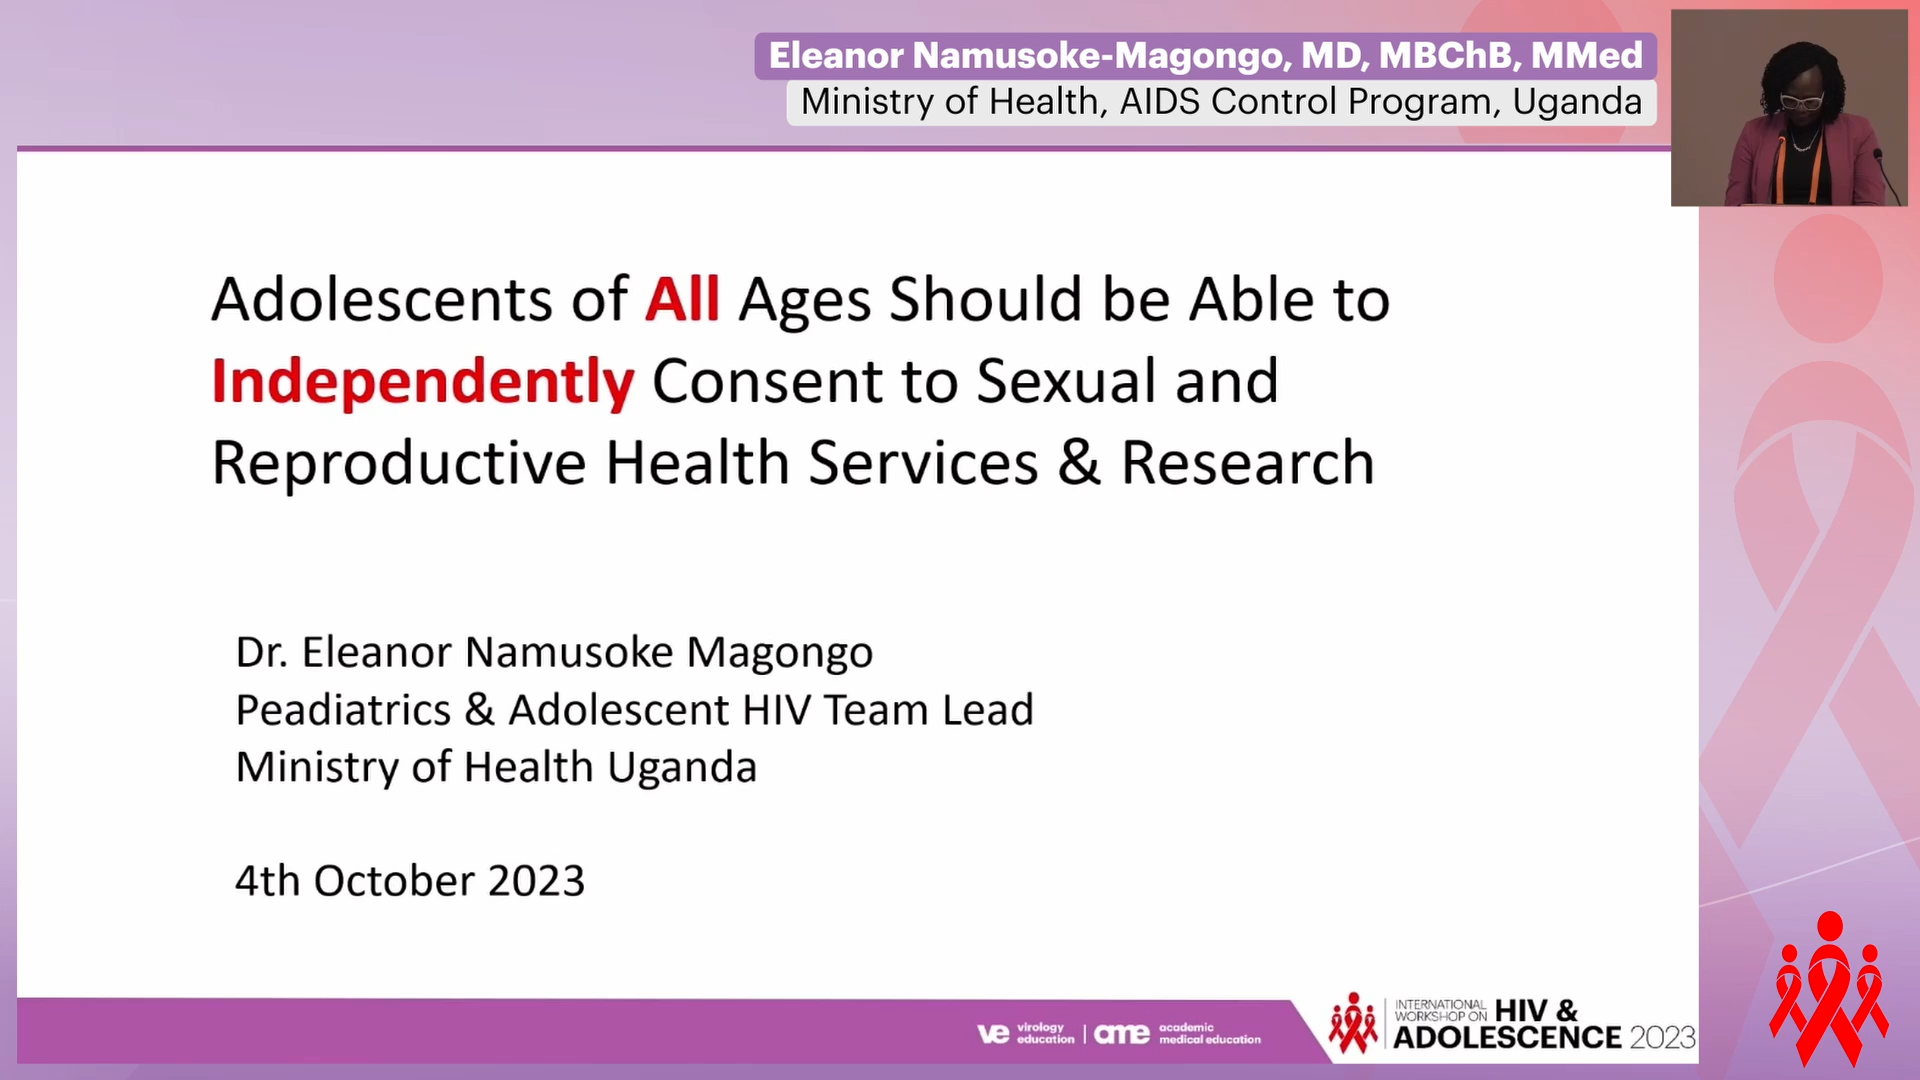 Eleanor Namusoke-Magongo, MD, MBChB, MMed
Ministry of Health, AIDS Control Program, Uganda
Adolescents of All Ages Should be Able to
Independently Consent to Sexual and
Reproductive Health Services & Research
Dr. Eleanor Namusoke Magongo
Peadiatrics & Adolescent HIV Team Lead
Ministry of Health Uganda
4th October 2023
ve virology education | ame academic medical education
INTERNATIONAL WORKSHOP ON HIV &
ADOLESCENCE 2023